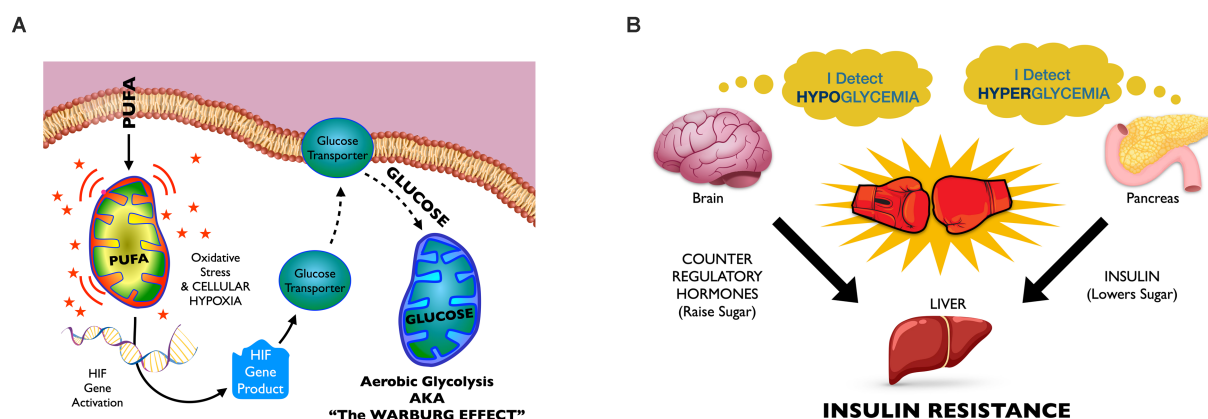 A
PUFA
Glucose
Transporter
GLUCOSE
PUFA
Oxidative
Stress
& CELLULAR
HYPOXIA
Glucose
Transporter
GLUCOSE
HIF
Gene
Activation
HIF
Gene
Product
Aerobic Glycolysis
AKA
“The WARBURG EFFECT”
B
I Detect
HYPOGLYCEMIA
I Detect
HYPERGLYCEMIA
Brain
Pancreas
COUNTER
REGULATORY
HORMONES
(Raise Sugar)
INSULIN
(Lowers Sugar)
LIVER
INSULIN RESISTANCE